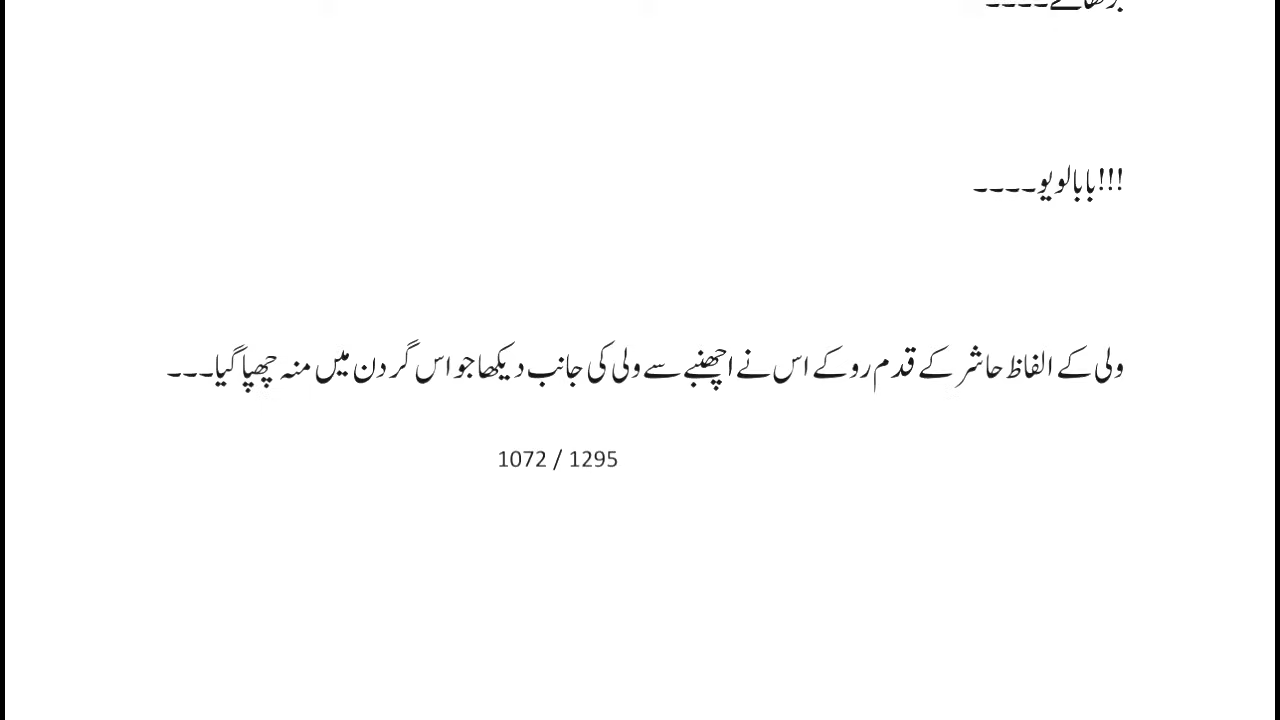 بڑھائے۔۔۔۔
!!!بابا لو یو۔۔۔۔
ولی کے الفاظ حاشر کے قدم روکے اس نے اچھنبے سے ولی کی جانب دیکھا جو اس گردن میں منہ چھپا گیا۔۔۔
1072 / 1295